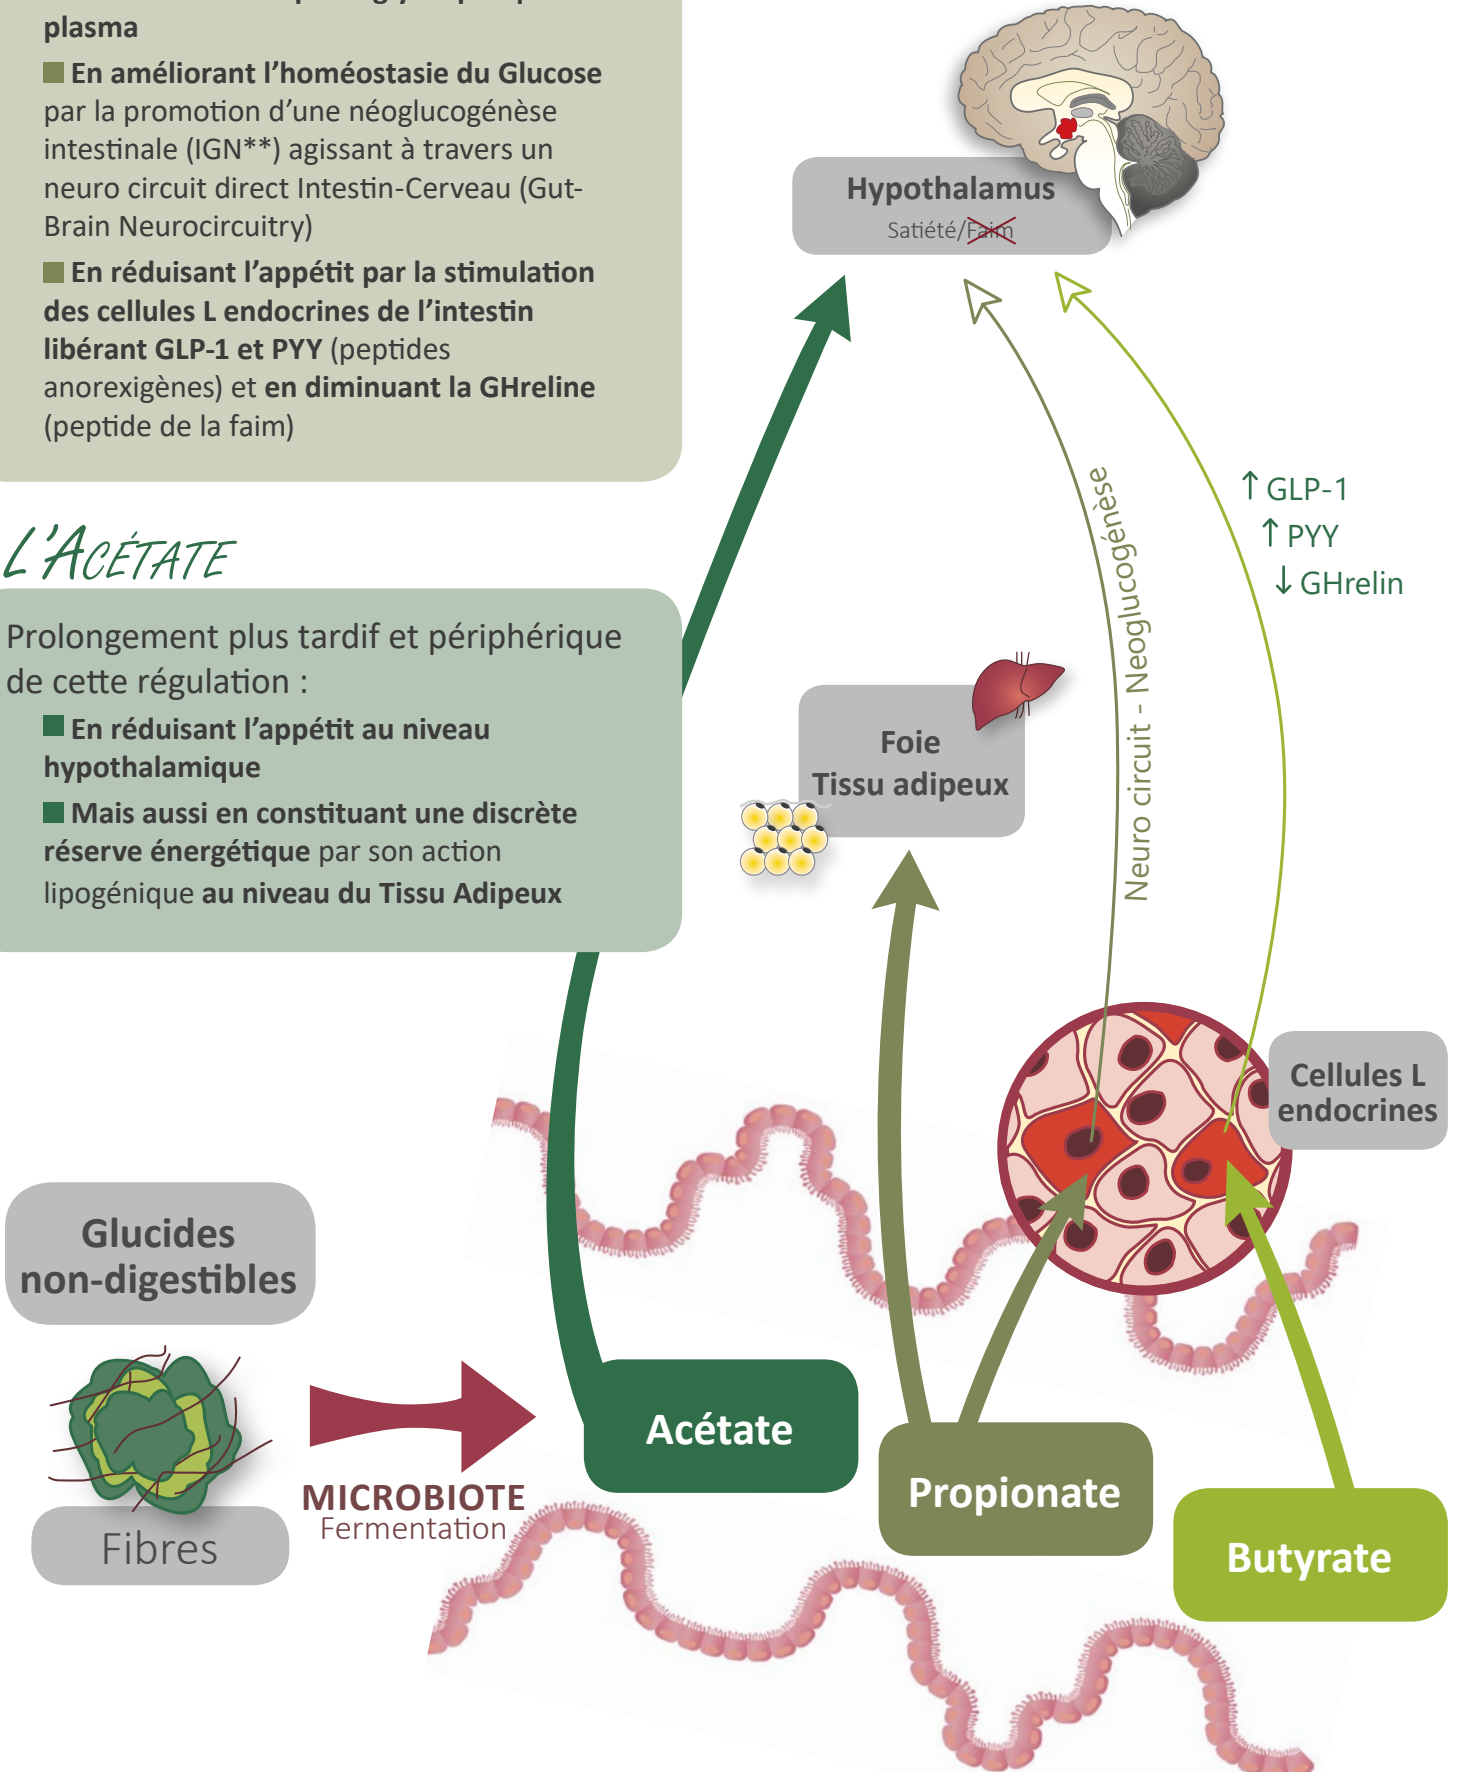 plasma
En améliorant l’homéostasie du Glucose
par la promotion d’une néoglucogénèse
intestinale (IGN**) agissant à travers un
neuro circuit direct Intestin-Cerveau (Gut-
Brain Neurocircuitry)
En réduisant l’appétit par la stimulation
des cellules L endocrines de l’intestin
libérant GLP-1 et PYY (peptides
anorexigènes) et en diminuant la GHreline
(peptide de la faim)
L’ACÉTATE
Prolongement plus tardif et périphérique
de cette régulation :
En réduisant l’appétit au niveau
hypothalamique
Mais aussi en constituant une discrète
réserve énergétique par son action
lipogénique au niveau du Tissu Adipeux
Hypothalamus
Satiété/Faim
↑ GLP-1
↑ PYY
↓ GHrelin
Neuro circuit - Neoglucogénèse
Foie
Tissu adipeux
Cellules L
endocrines
Glucides
non-digestibles
Fibres
MICROBIOTE
Fermentation
Acétate
Propionate
Butyrate